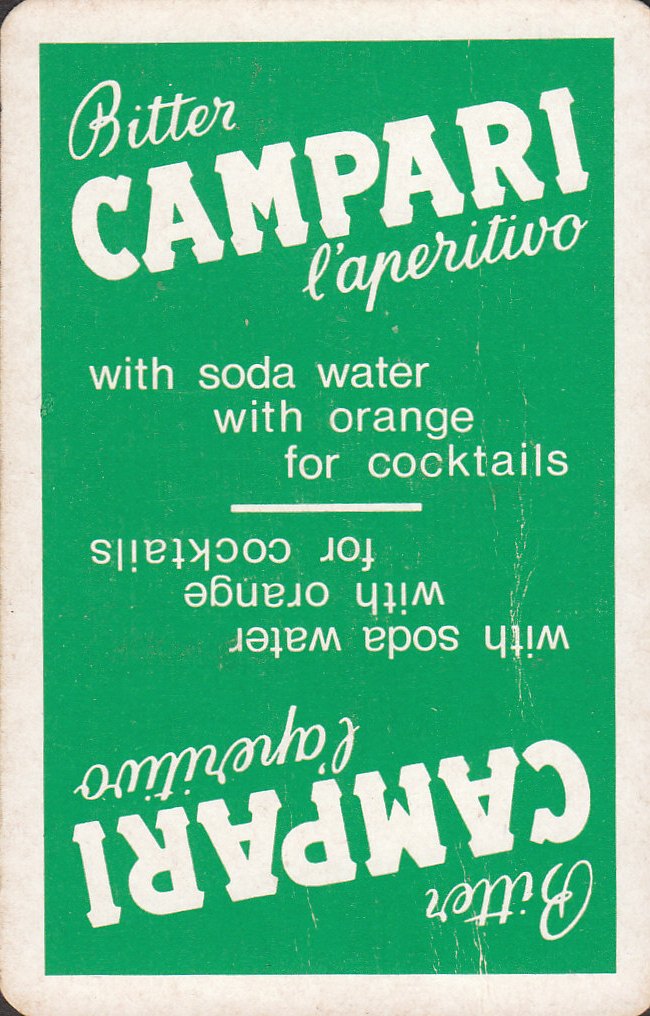 Bitter
CAMPARI
l'aperitivo
with soda water
with orange
for cocktails
for cocktails
with orange
with soda water
l'aperitivo
CAMPARI
Bitter